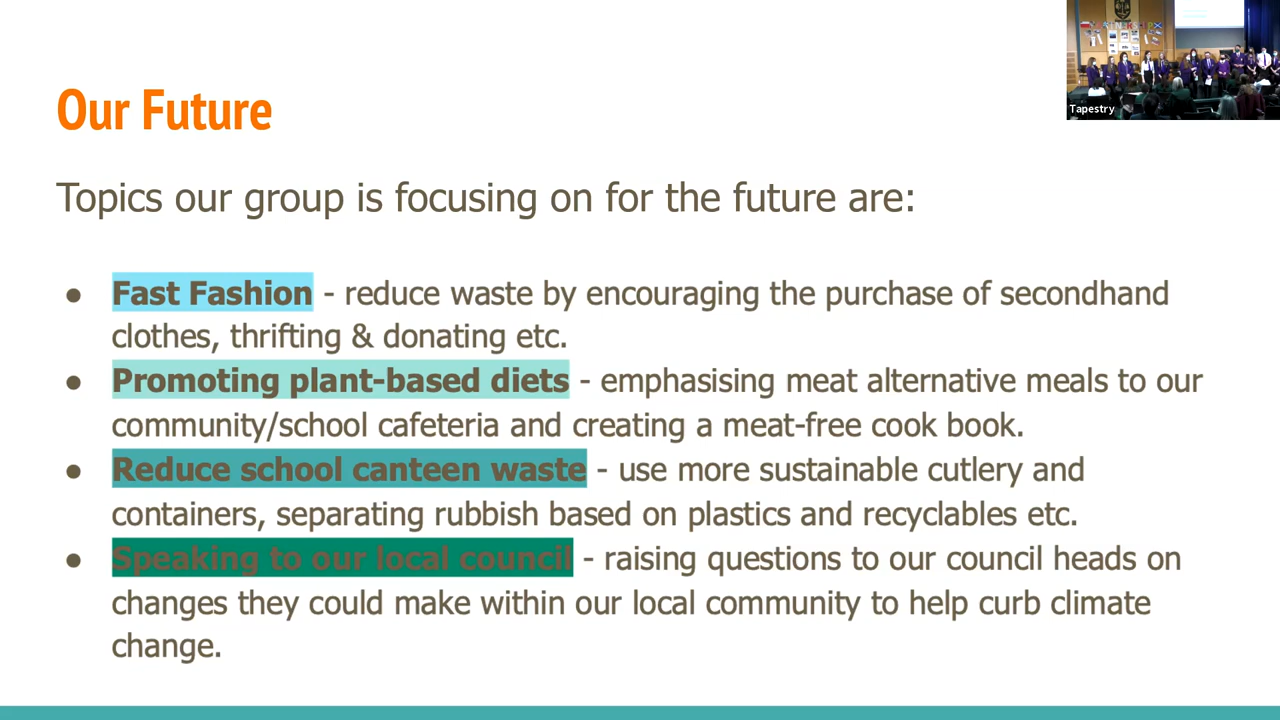 Our Future
Tapestry
Topics our group is focusing on for the future are:
● Fast Fashion - reduce waste by encouraging the purchase of secondhand
clothes, thrifting & donating etc.
● Promoting plant-based diets - emphasising meat alternative meals to our
community/school cafeteria and creating a meat-free cook book.
● Reduce school canteen waste - use more sustainable cutlery and
containers, separating rubbish based on plastics and recyclables etc.
● Speaking to our local council - raising questions to our council heads on
changes they could make within our local community to help curb climate
change.